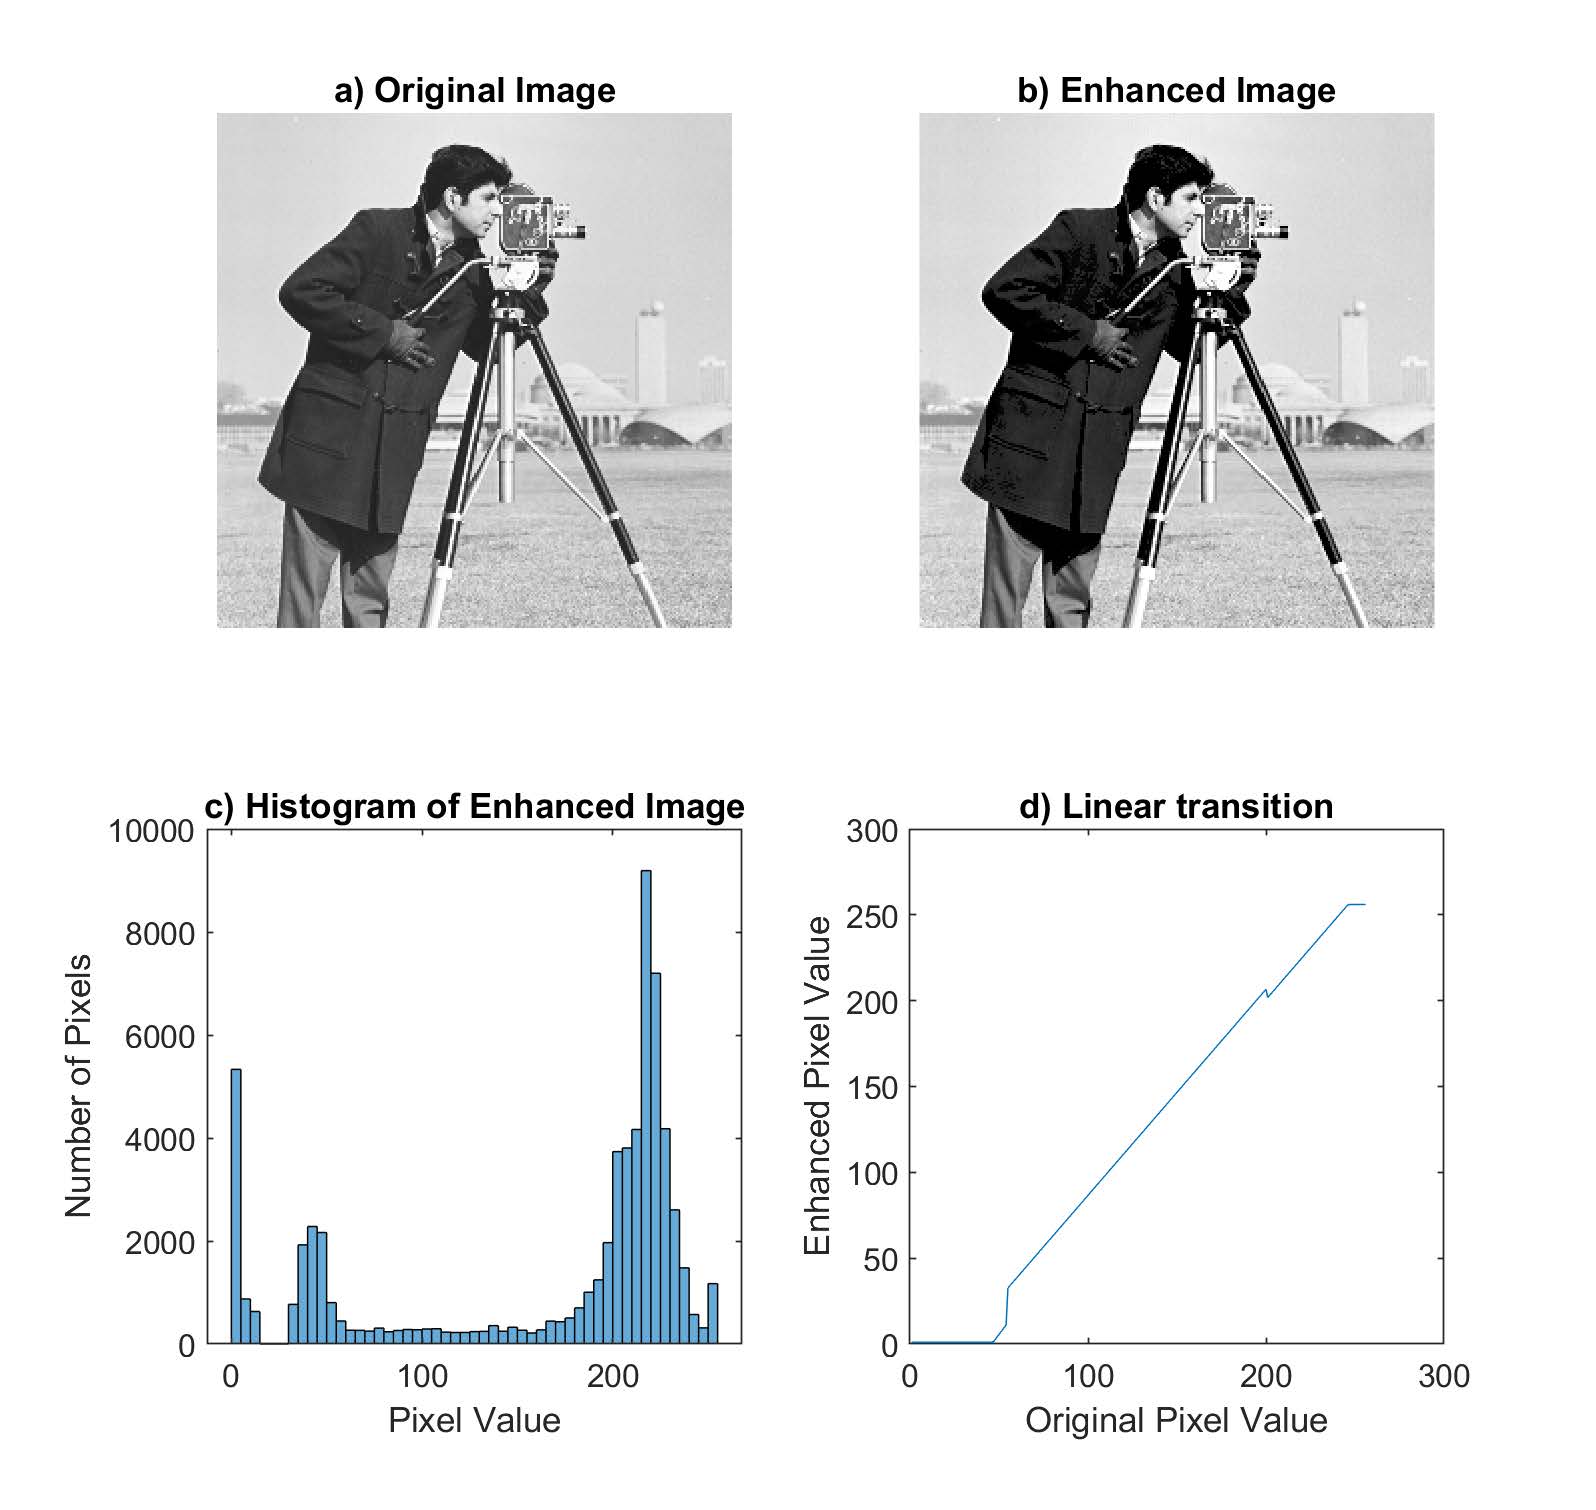 a) Original Image
b) Enhanced Image
c) Histogram of Enhanced Image
10000
8000
6000
4000
2000
0
Number of Pixels
0 100 200
Pixel Value
d) Linear transition
300
250
200
150
100
50
0
Enhanced Pixel Value
0 100 200 300
Original Pixel Value